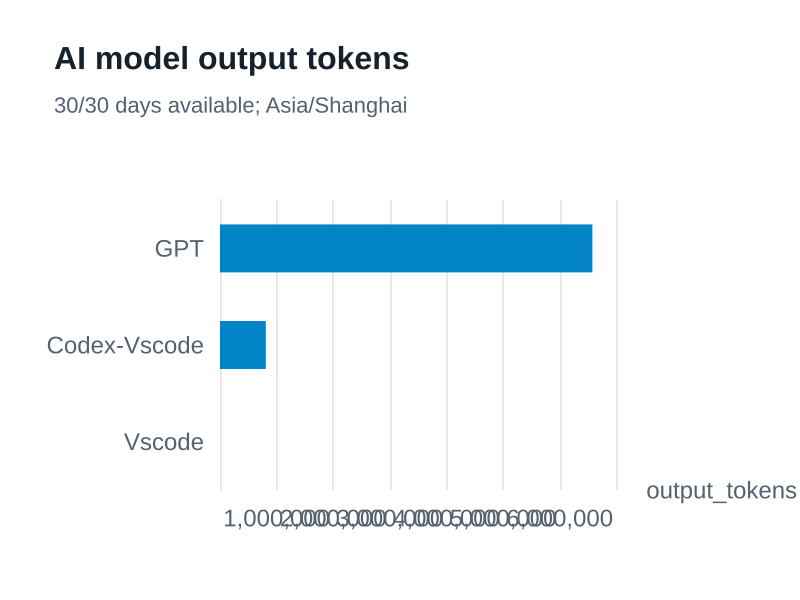 AI model output tokens
30/30 days available; Asia/Shanghai
GPT
Codex-Vscode
Vscode
output_tokens